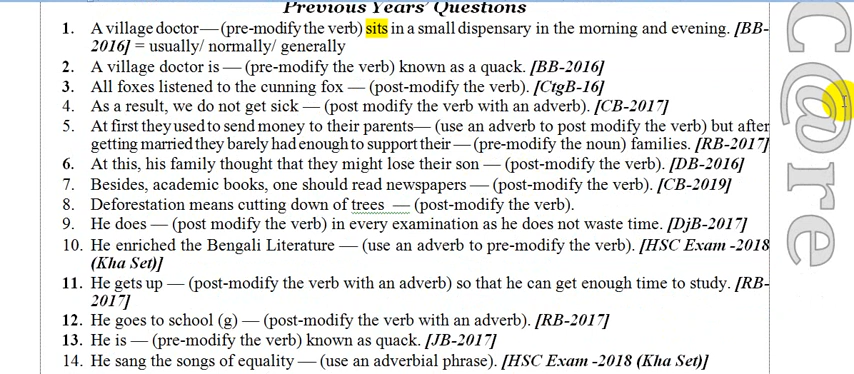 Previous Years' Questions
1. A village doctor— (pre-modify the verb) sits in a small dispensary in the morning and evening. [BB-
2016] = usually/ normally/ generally
2. A village doctor is — (pre-modify the verb) known as a quack. [BB-2016]
3. All foxes listened to the cunning fox — (post-modify the verb). [CtgB-16]
4. As a result, we do not get sick — (post modify the verb with an adverb). [CB-2017]
5. At first they used to send money to their parents— (use an adverb to post modify the verb) but after
getting married they barely had enough to support their — (pre-modify the noun) families. [RB-2017]
6. At this, his family thought that they might lose their son — (post-modify the verb). [DB-2016]
7. Besides, academic books, one should read newspapers — (post-modify the verb). [CB-2019]
8. Deforestation means cutting down of trees — (post-modify the verb).
9. He does — (post modify the verb) in every examination as he does not waste time. [DjB-2017]
10. He enriched the Bengali Literature — (use an adverb to pre-modify the verb). [HSC Exam -2018
(Kha Set)]
11. He gets up — (post-modify the verb with an adverb) so that he can get enough time to study. [RB-
2017]
12. He goes to school (g) — (post-modify the verb with an adverb). [RB-2017]
13. He is — (pre-modify the verb) known as quack. [JB-2017]
14. He sang the songs of equality — (use an adverbial phrase). [HSC Exam -2018 (Kha Set)]
C@re